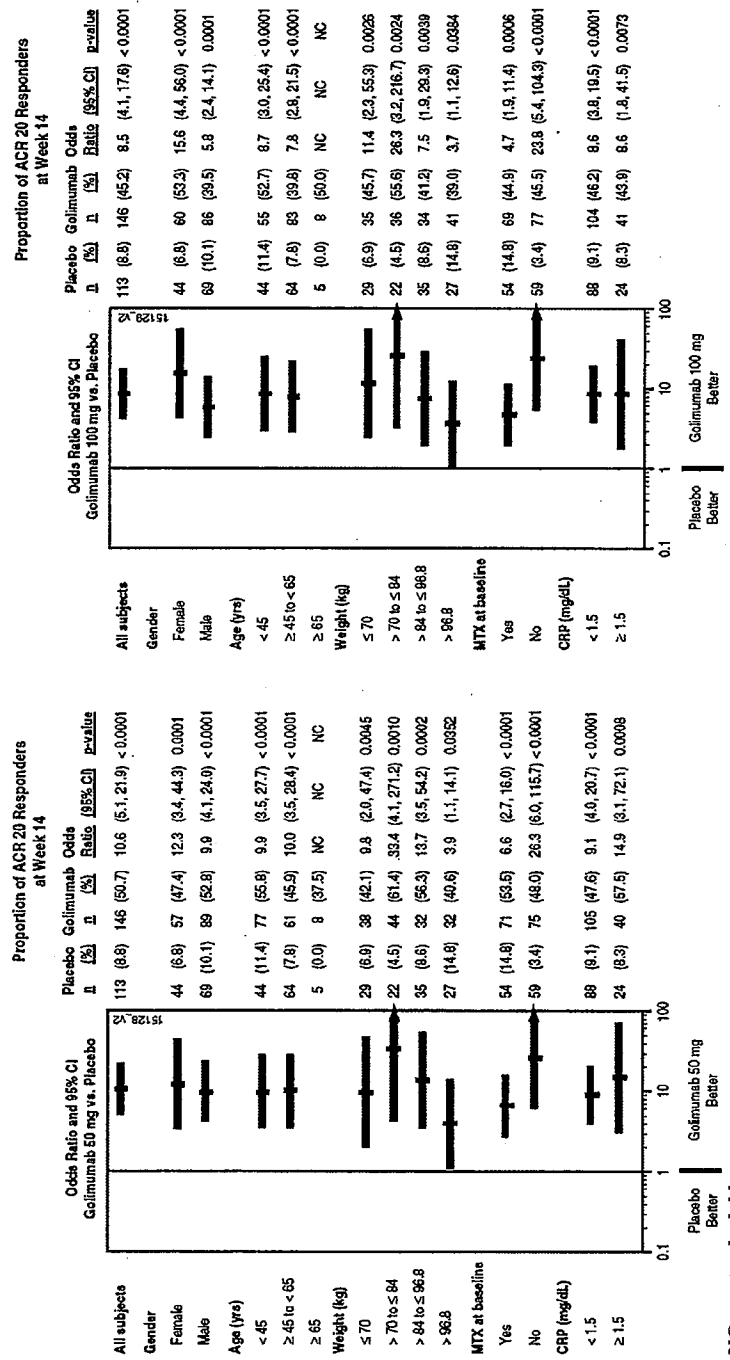 Proportion of ACR 20 Responders
at Week 14
Odds Ratio and 95% CI
Golimumab 50 mg vs. Placebo
Placebo Golimumab Odds
n (%) n (%) Ratio (95% CI) p-value
15128_v2
All subjects 113 (8.8) 146 (50.7) 10.6 (5.1, 21.9) < 0.0001
Gender
Female 44 (6.8) 57 (47.4) 12.3 (3.4, 44.3) 0.0001
Male 69 (10.1) 89 (52.8) 9.9 (4.1, 24.0) < 0.0001
Age (yrs)
< 45 44 (11.4) 77 (55.8) 9.9 (3.5, 27.7) < 0.0001
≥ 45 to < 65 64 (7.8) 61 (45.9) 10.0 (3.5, 28.4) < 0.0001
≥ 65 5 (0.0) 8 (37.5) NC NC NC
Weight (kg)
≤ 70 29 (6.9) 38 (42.1) 9.8 (2.0, 47.4) 0.0045
> 70 to ≤ 84 22 (4.5) 44 (61.4) 33.4 (4.1, 271.2) 0.0010
> 84 to ≤ 96.8 35 (8.6) 32 (56.3) 13.7 (3.5, 54.2) 0.0002
> 96.8 27 (14.8) 32 (40.6) 3.9 (1.1, 14.1) 0.0352
MTX at baseline
Yes 54 (14.8) 71 (53.5) 6.6 (2.7, 16.0) < 0.0001
No 59 (3.4) 75 (48.0) 26.3 (6.0, 115.7) < 0.0001
CRP (mg/dL)
< 1.5 88 (9.1) 105 (47.6) 9.1 (4.0, 20.7) < 0.0001
≥ 1.5 24 (8.3) 40 (57.5) 14.9 (3.1, 72.1) 0.0008
0.1 1 10 100
Placebo Golimumab 50 mg
Better Better
Proportion of ACR 20 Responders
at Week 14
Odds Ratio and 95% CI
Golimumab 100 mg vs. Placebo
Placebo Golimumab Odds
n (%) n (%) Ratio (95% CI) p-value
15129_v2
All subjects 113 (8.8) 146 (45.2) 8.5 (4.1, 17.6) < 0.0001
Gender
Female 44 (6.8) 60 (53.3) 15.6 (4.4, 56.0) < 0.0001
Male 69 (10.1) 86 (39.5) 5.8 (2.4, 14.1) 0.0001
Age (yrs)
< 45 44 (11.4) 55 (52.7) 8.7 (3.0, 25.4) < 0.0001
≥ 45 to < 65 64 (7.8) 83 (39.8) 7.8 (2.8, 21.5) < 0.0001
≥ 65 5 (0.0) 8 (50.0) NC NC NC
Weight (kg)
≤ 70 29 (6.9) 35 (45.7) 11.4 (2.3, 55.3) 0.0026
> 70 to ≤ 84 22 (4.5) 36 (55.6) 26.3 (3.2, 216.7) 0.0024
> 84 to ≤ 96.8 35 (8.6) 34 (41.2) 7.5 (1.9, 29.3) 0.0039
> 96.8 27 (14.8) 41 (39.0) 3.7 (1.1, 12.6) 0.0384
MTX at baseline
Yes 54 (14.8) 69 (44.9) 4.7 (1.9, 11.4) 0.0006
No 59 (3.4) 77 (45.5) 23.8 (5.4, 104.3) < 0.0001
CRP (mg/dL)
< 1.5 88 (9.1) 104 (46.2) 8.6 (3.8, 19.5) < 0.0001
≥ 1.5 24 (8.3) 41 (43.9) 8.6 (1.8, 41.5) 0.0073
0.1 1 10 100
Placebo Golimumab 100 mg
Better Better